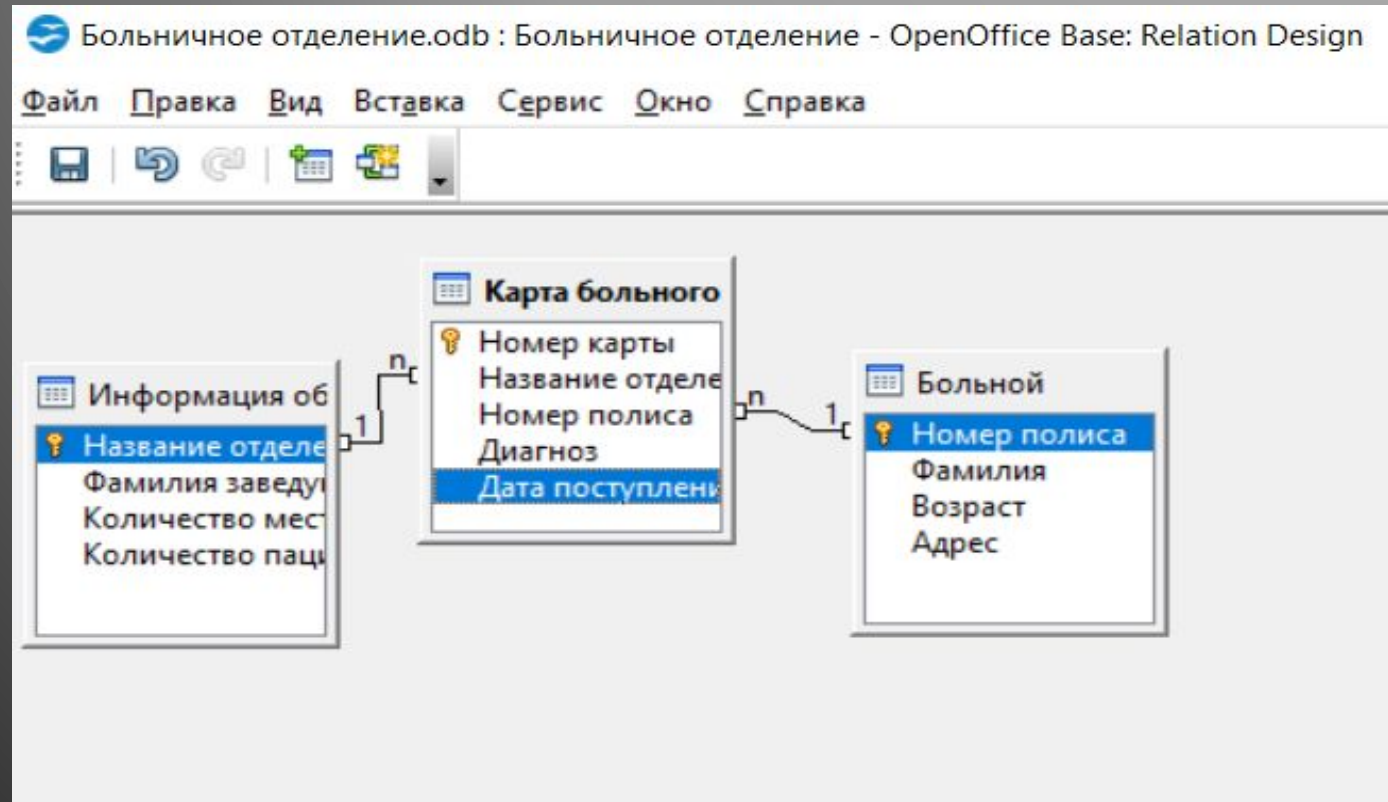 Больничное отделение.odb : Больничное отделение - OpenOffice Base: Relation Design
Файл Правка Вид Вставка Сервис Окно Справка
Информация об
Название отделе
Фамилия заведу
Количество мест
Количество паци
1
n
Карта больного
Номер карты
Название отделе
Номер полиса
Диагноз
Дата поступлени
n
1
Больной
Номер полиса
Фамилия
Возраст
Адрес